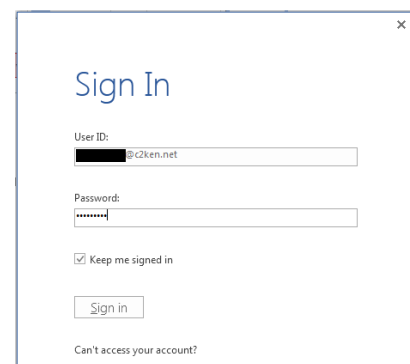 Sign In
User ID:
@c2ken.net
Password:
Keep me signed in
Sign in
Can't access your account?